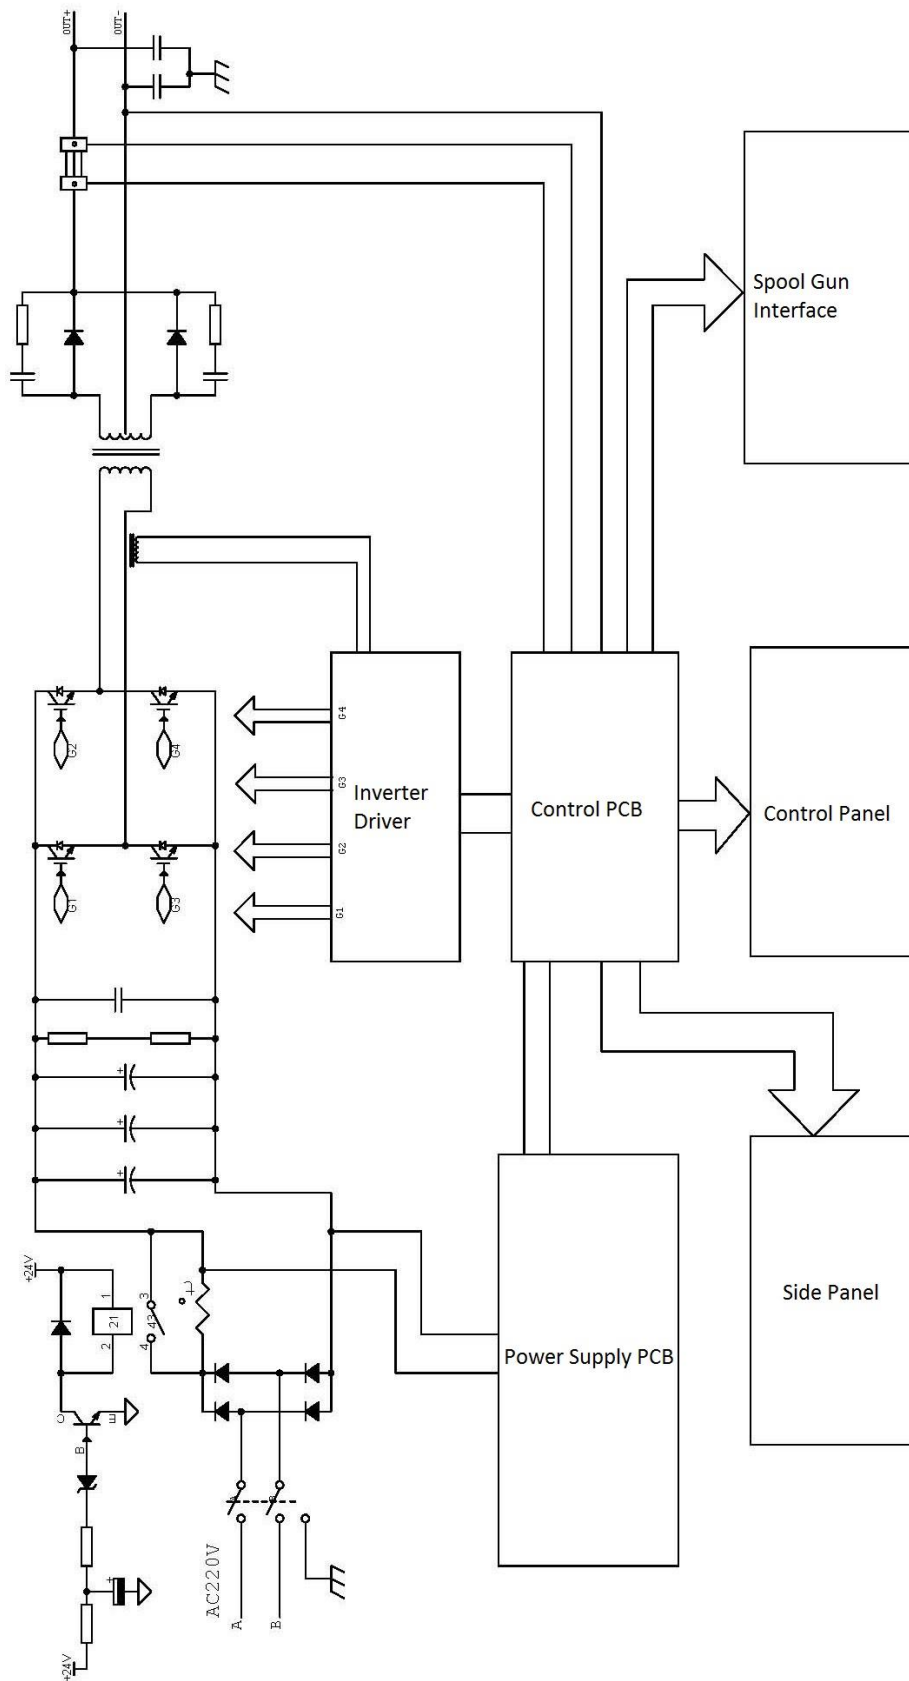 OUT+
OUT-
Spool Gun
Interface
G2
G4
G1
G3
G4
G3
G2
G1
Inverter
Driver
Control PCB
Control Panel
+24V
1
21
2
3
43
4
+
+
+
t
C
B
E
Power Supply PCB
Side Panel
A
B
AC220V
A
B
+
+24V